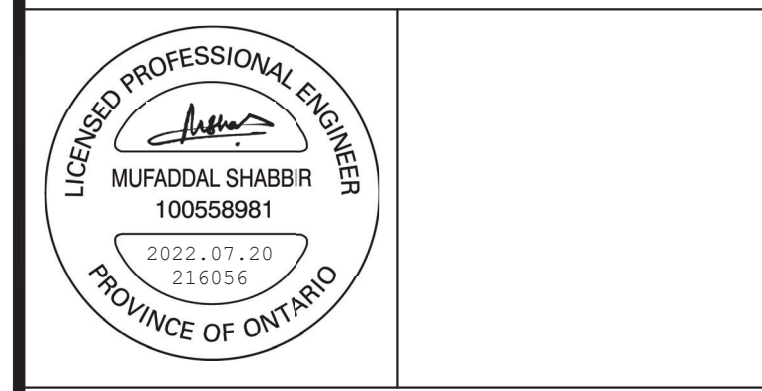 LICENSED PROFESSIONAL ENGINEER
MUFADDAL SHABBIR
100558981
2022.07.20
216056
PROVINCE OF ONTARIO